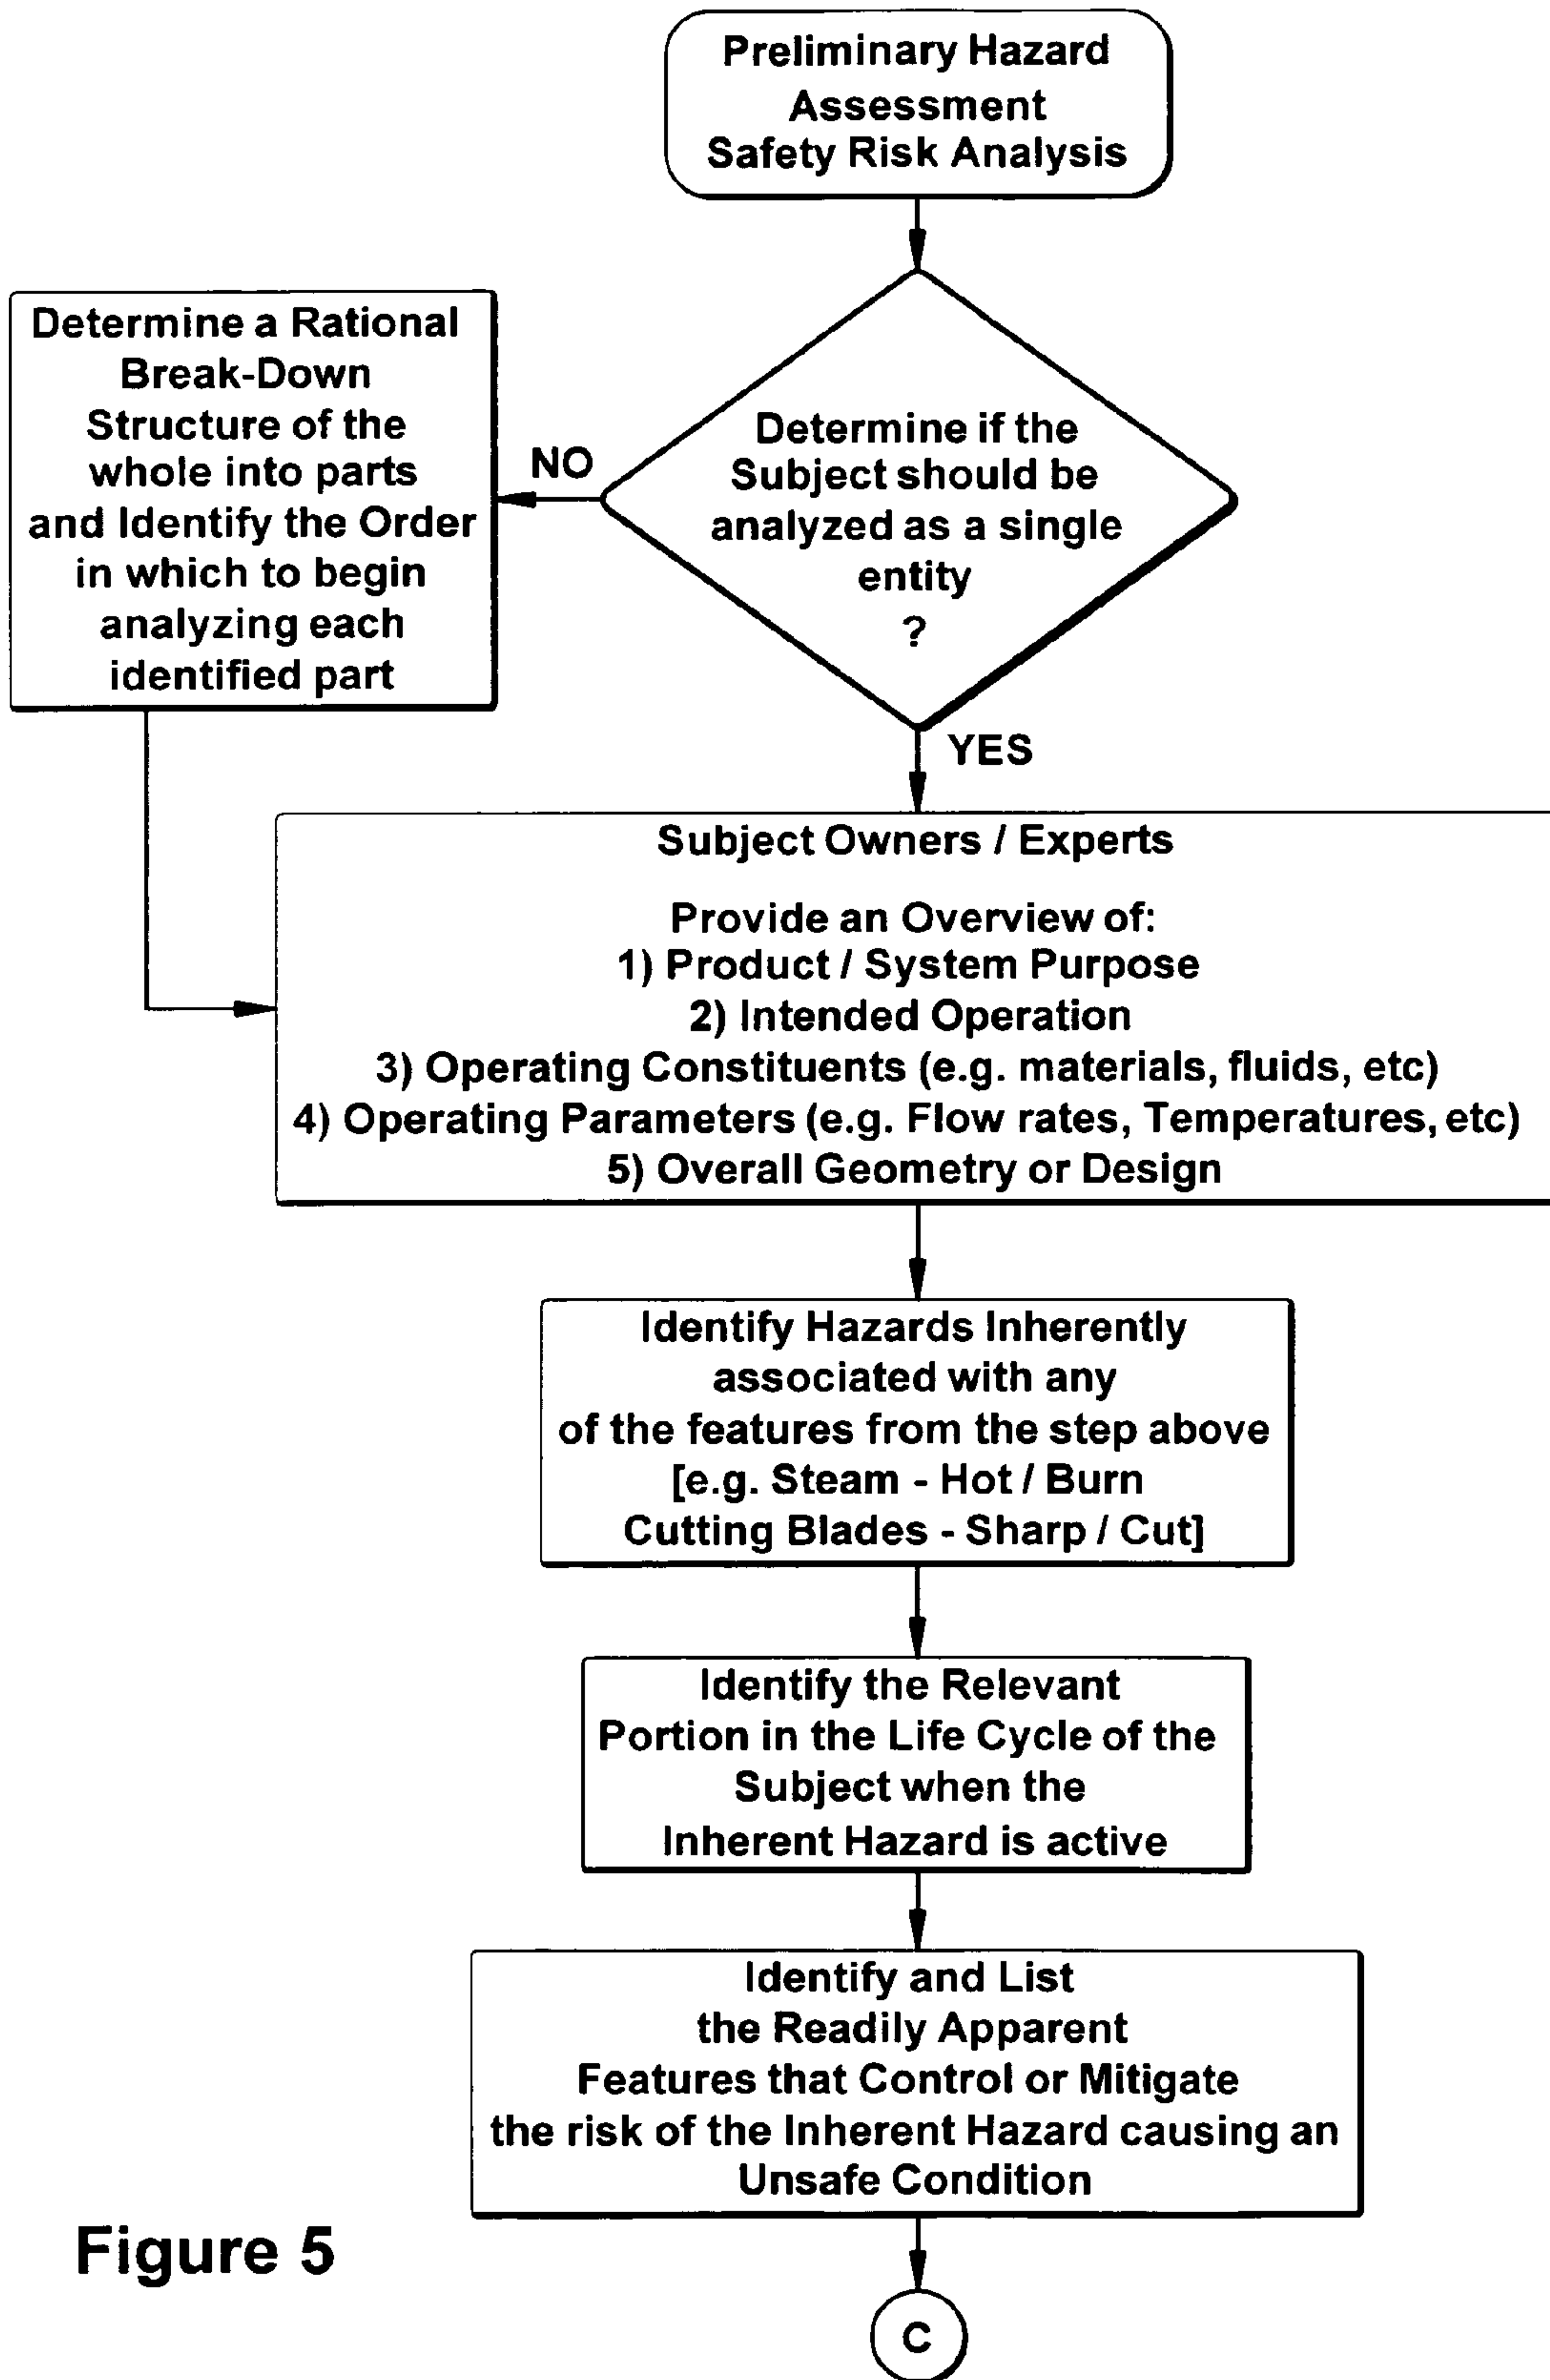 Preliminary Hazard
Assessment
Safety Risk Analysis
Determine if the
Subject should be
analyzed as a single
entity
?
NO
Determine a Rational
Break-Down
Structure of the
whole into parts
and Identify the Order
in which to begin
analyzing each
identified part
YES
Subject Owners / Experts
Provide an Overview of:
1) Product / System Purpose
2) Intended Operation
3) Operating Constituents (e.g. materials, fluids, etc)
4) Operating Parameters (e.g. Flow rates, Temperatures, etc)
5) Overall Geometry or Design
Identify Hazards Inherently
associated with any
of the features from the step above
[e.g. Steam - Hot / Burn
Cutting Blades - Sharp / Cut]
Identify the Relevant
Portion in the Life Cycle of the
Subject when the
Inherent Hazard is active
Identify and List
the Readily Apparent
Features that Control or Mitigate
the risk of the Inherent Hazard causing an
Unsafe Condition
C
Figure 5